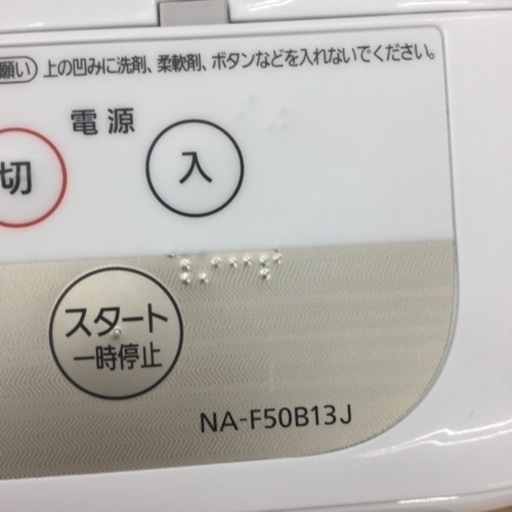 願い 上の凹みに洗剤、柔軟剤、ボタンなどを入れないでください。
電源
切
入
スタート
一時停止
NA-F50B13J